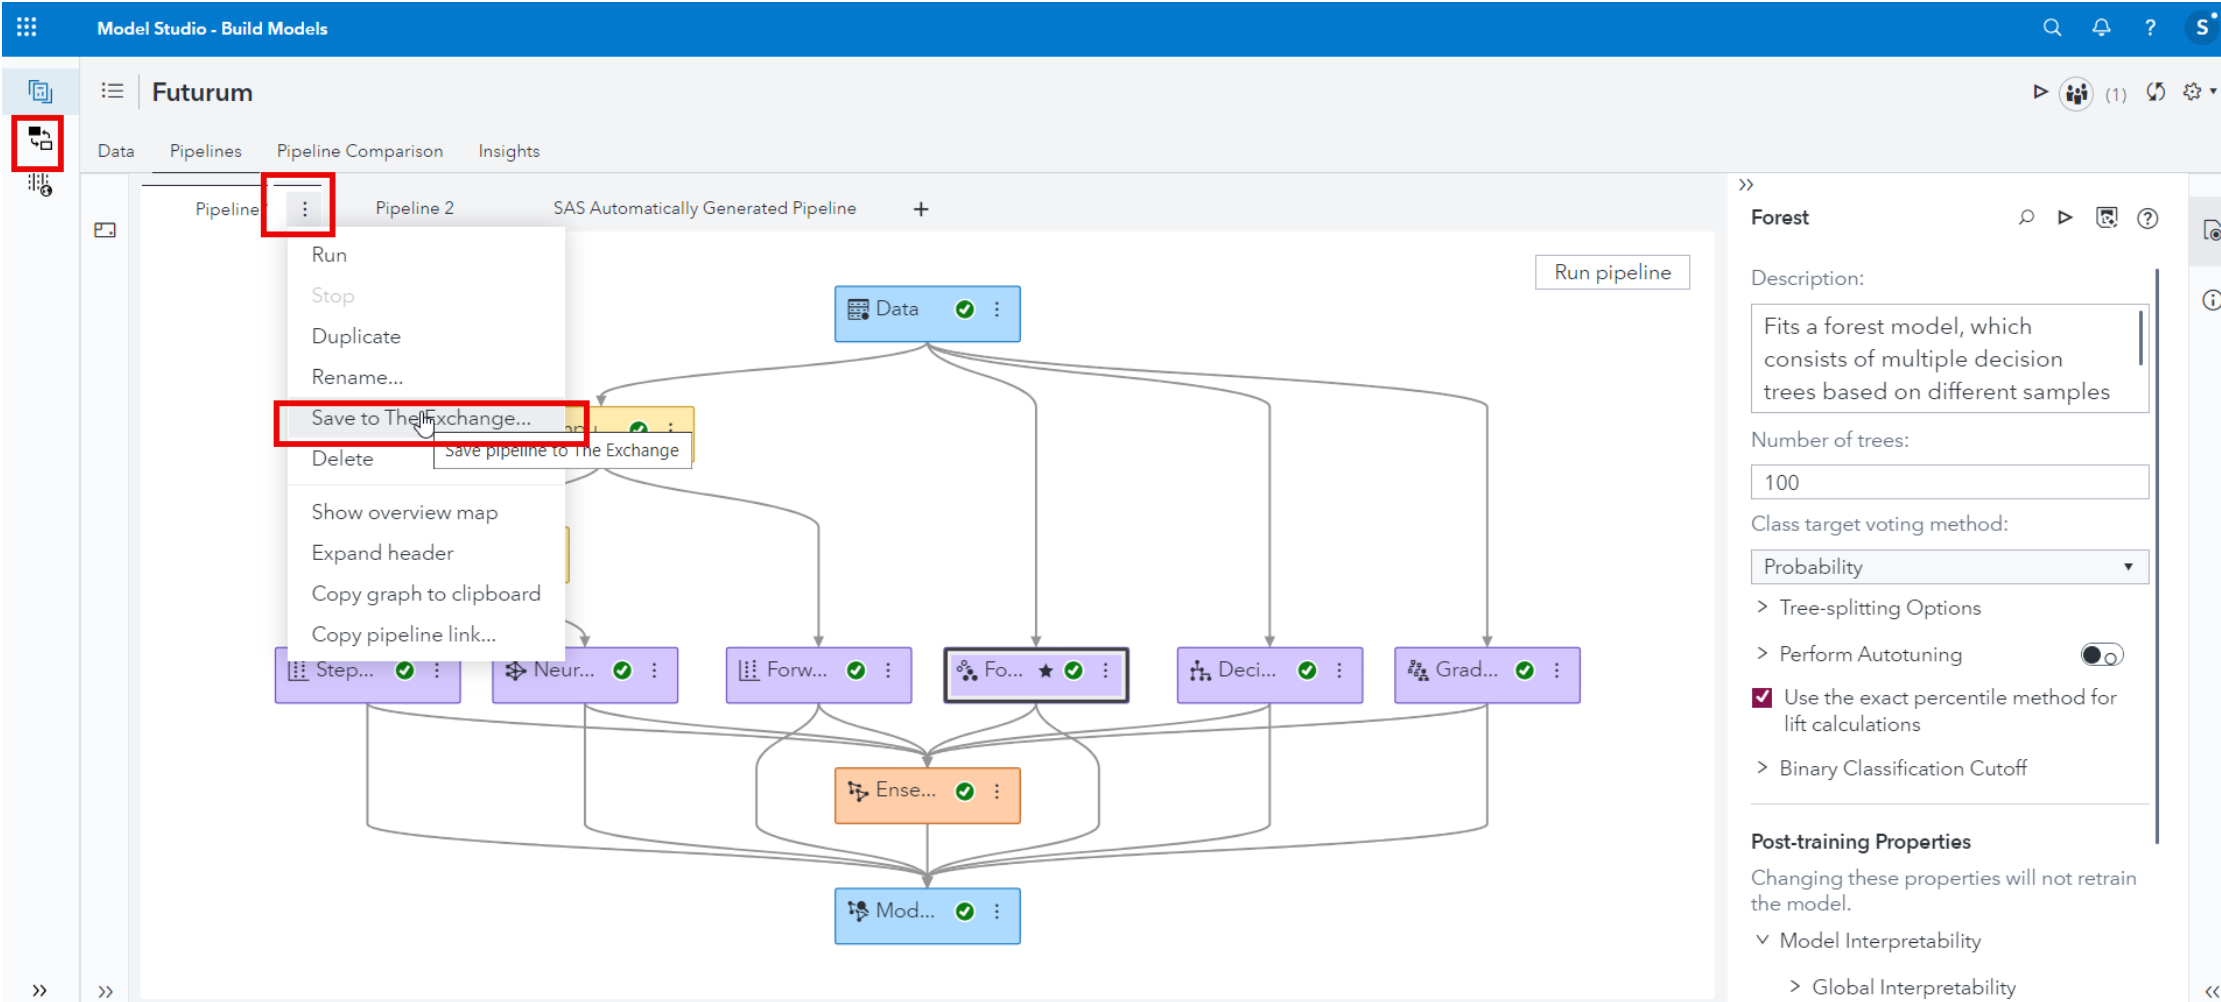 Model Studio - Build Models
? S
Futurum
(1)
Data Pipelines Pipeline Comparison Insights
Pipeline Pipeline 2 SAS Automatically Generated Pipeline +
Forest
Run
Stop
Duplicate
Rename...
Save to The Exchange...
Save pipeline to The Exchange
Delete
Show overview map
Expand header
Copy graph to clipboard
Copy pipeline link...
Run pipeline
Data
Step...
Neur...
Forw...
Fo...
Deci...
Grad...
Ense...
Mod...
Description:
Fits a forest model, which
consists of multiple decision
trees based on different samples
Number of trees:
100
Class target voting method:
Probability
Tree-splitting Options
Perform Autotuning
Use the exact percentile method for
lift calculations
Binary Classification Cutoff
Post-training Properties
Changing these properties will not retrain
the model.
Model Interpretability
Global Interpretability